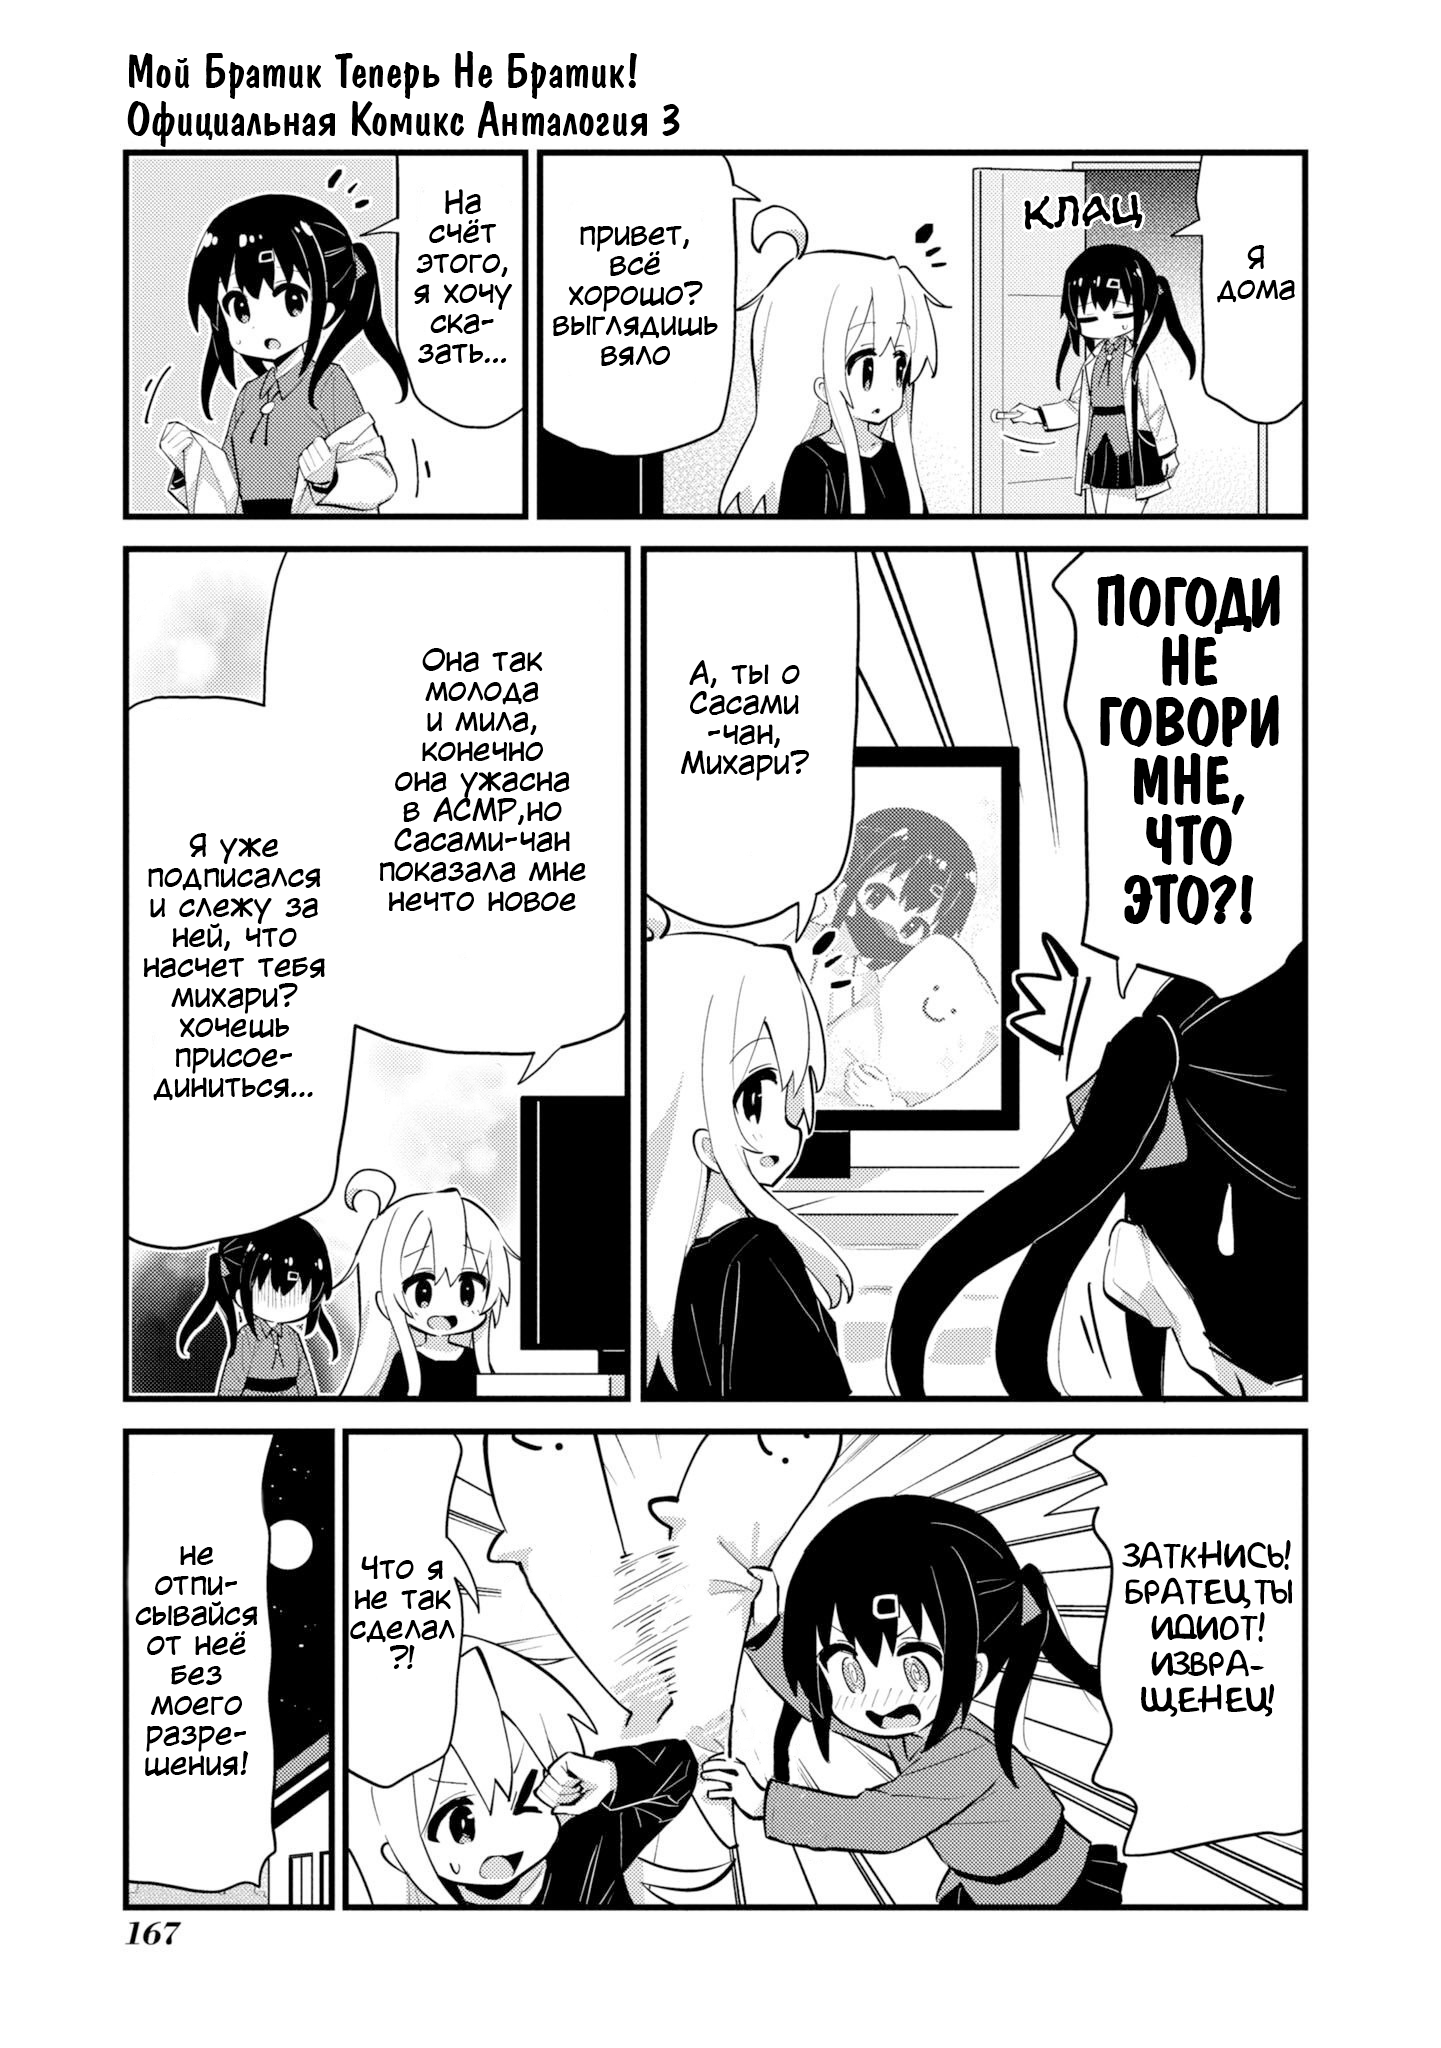 Мой Братик Теперь Не Братик!
Официальная Комикс Анталогия 3
Я
дома
КЛАЦ
привет,
всё
хорошо?
выглядишь
вяло
На
счёт
этого,
я хочу
ска-
зать...
ПОГОДИ
НЕ
ГОВОРИ
МНЕ,
ЧТО
ЭТО?!
А, ты о
Сасами
-чан,
Михари?
Она так
молода
и мила,
конечно
она ужасна
в АСМР,но
Сасами-чан
показала мне
нечто новое
Я уже
подписался
и слежу за
ней, что
насчет тебя
михари?
хочешь
присое-
диниться...
ЗАТКНИСЬ!
БРАТЕЦ,ТЫ
ИДИОТ!
ИЗВРА-
ЩЕНЕЦ!
Что я
не так
сделал
?!
не
отпи-
сывайся
от неё
без
моего
разре-
шения!
167